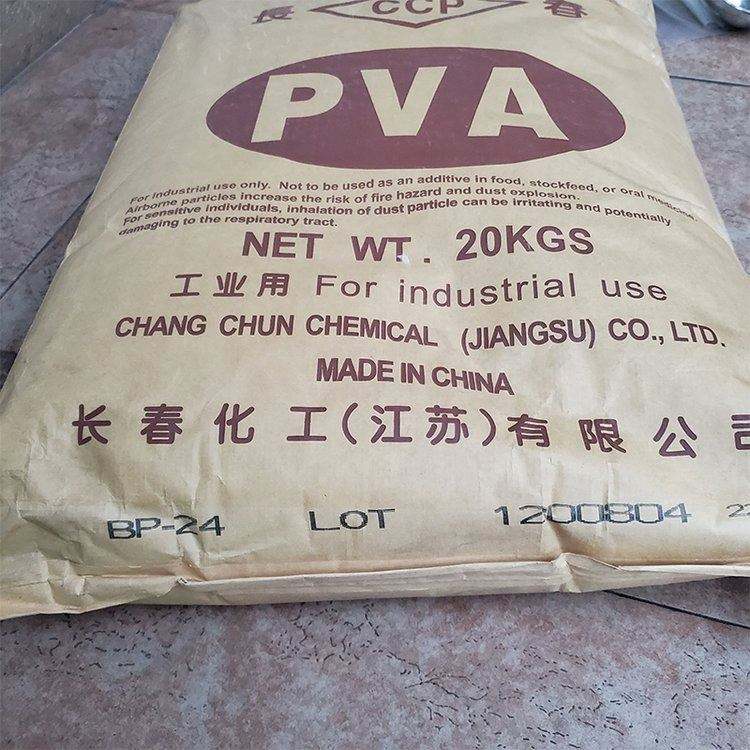 長 CCP 春
PVA
For industrial use only. Not to be used as an additive in food, stockfeed, or oral medicine.
Airborne particles increase the risk of fire hazard and dust explosion.
For sensitive individuals, inhalation of dust particle can be irritating and potentially
damaging to the respiratory tract.
NET WT. 20KGS
工业用 For industrial use
CHANG CHUN CHEMICAL (JIANGSU) CO., LTD.
MADE IN CHINA
长春化工(江苏)有限公司
BP-24 LOT 1200804